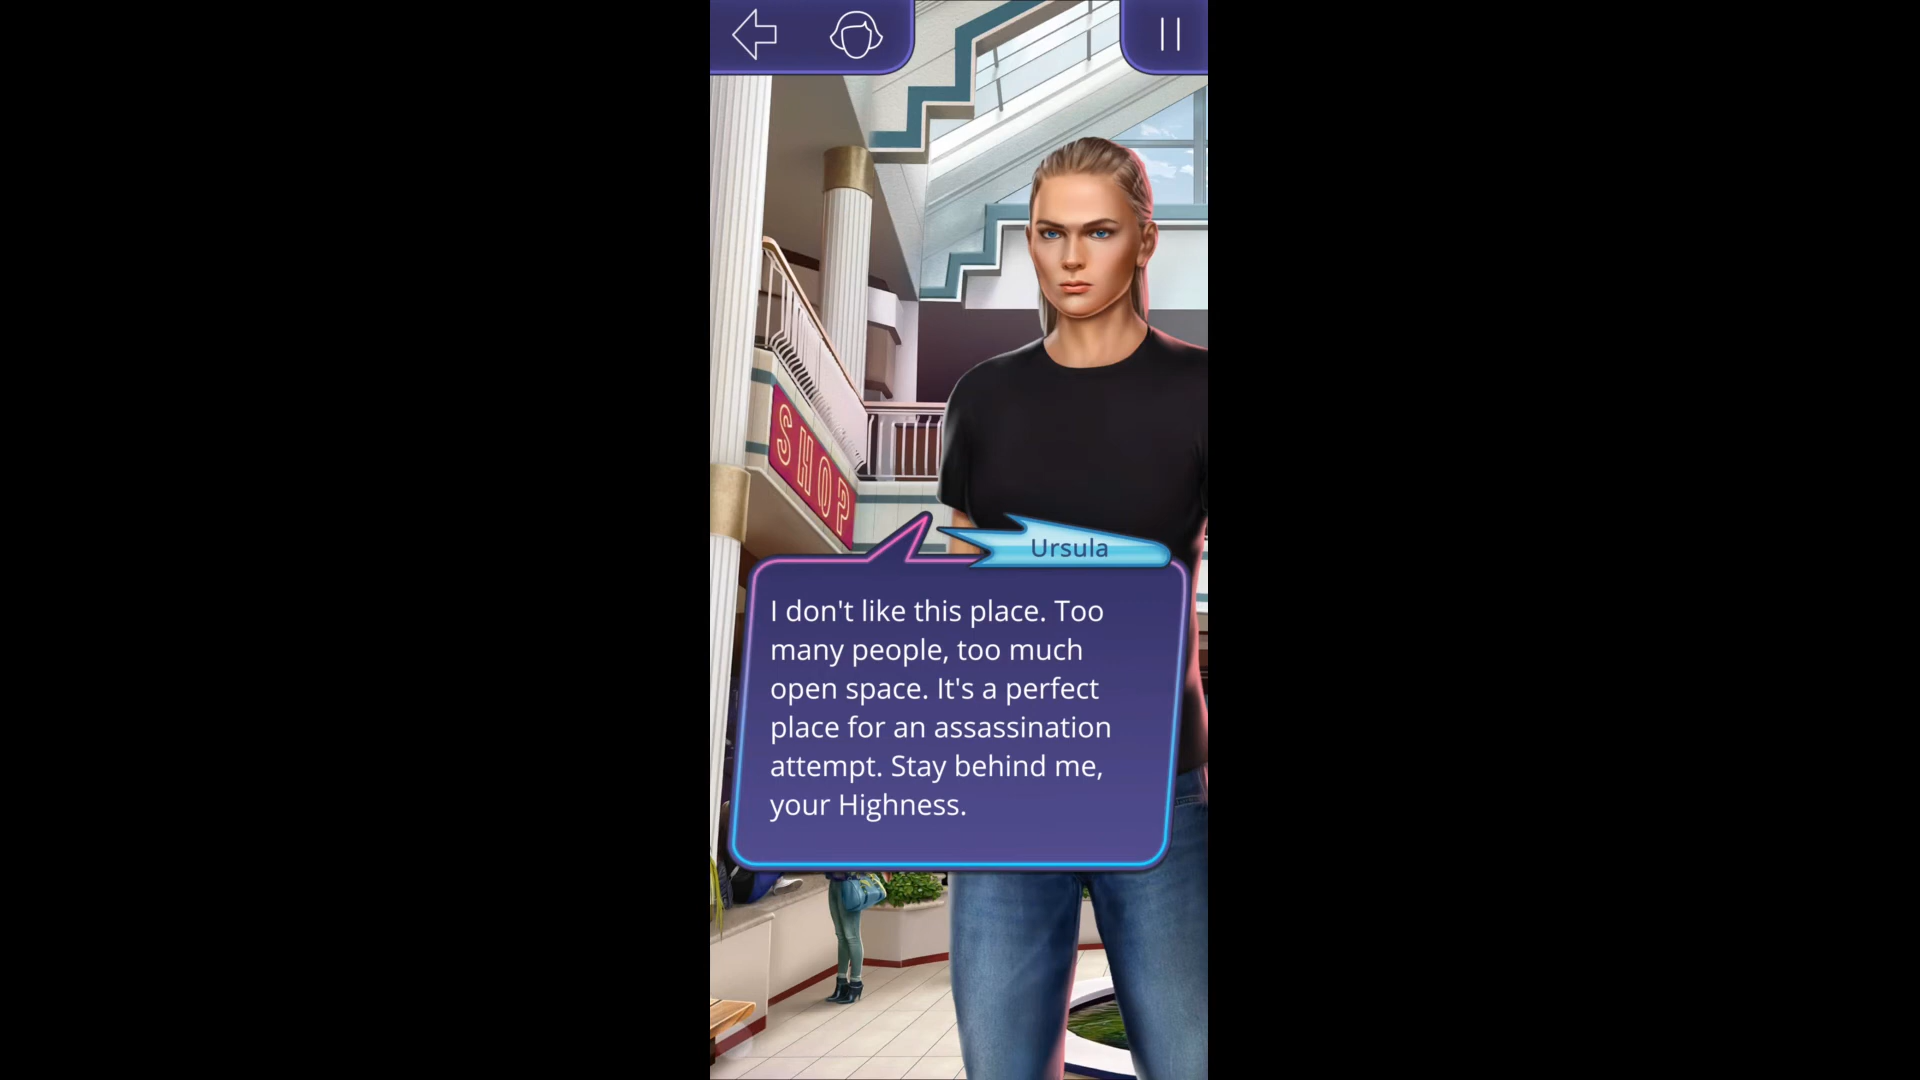 SHOP
Ursula
I don't like this place. Too
many people, too much
open space. It's a perfect
place for an assassination
attempt. Stay behind me,
your Highness.